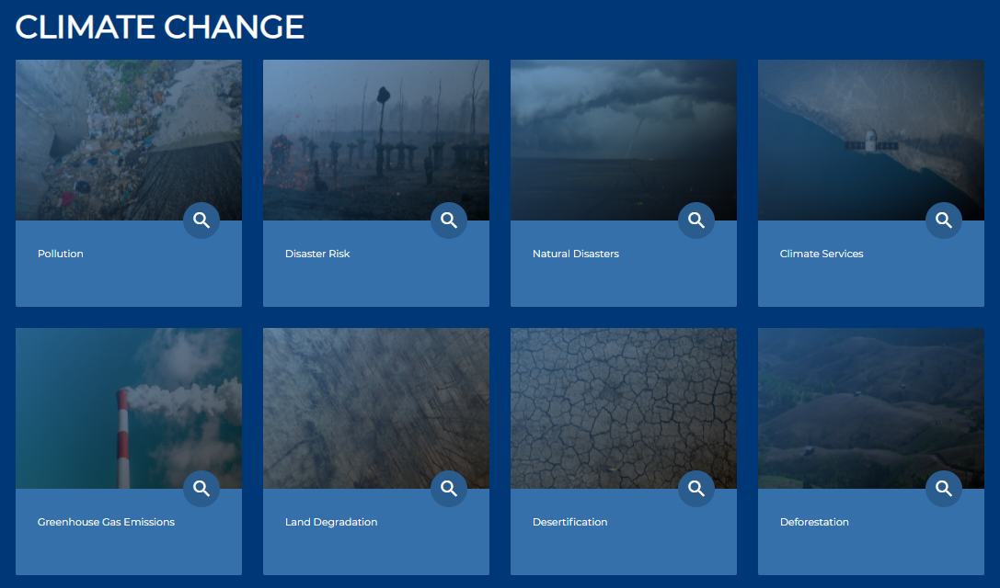 CLIMATE CHANGE
Pollution
Disaster Risk
Natural Disasters
Climate Services
Greenhouse Gas Emissions
Land Degradation
Desertification
Deforestation